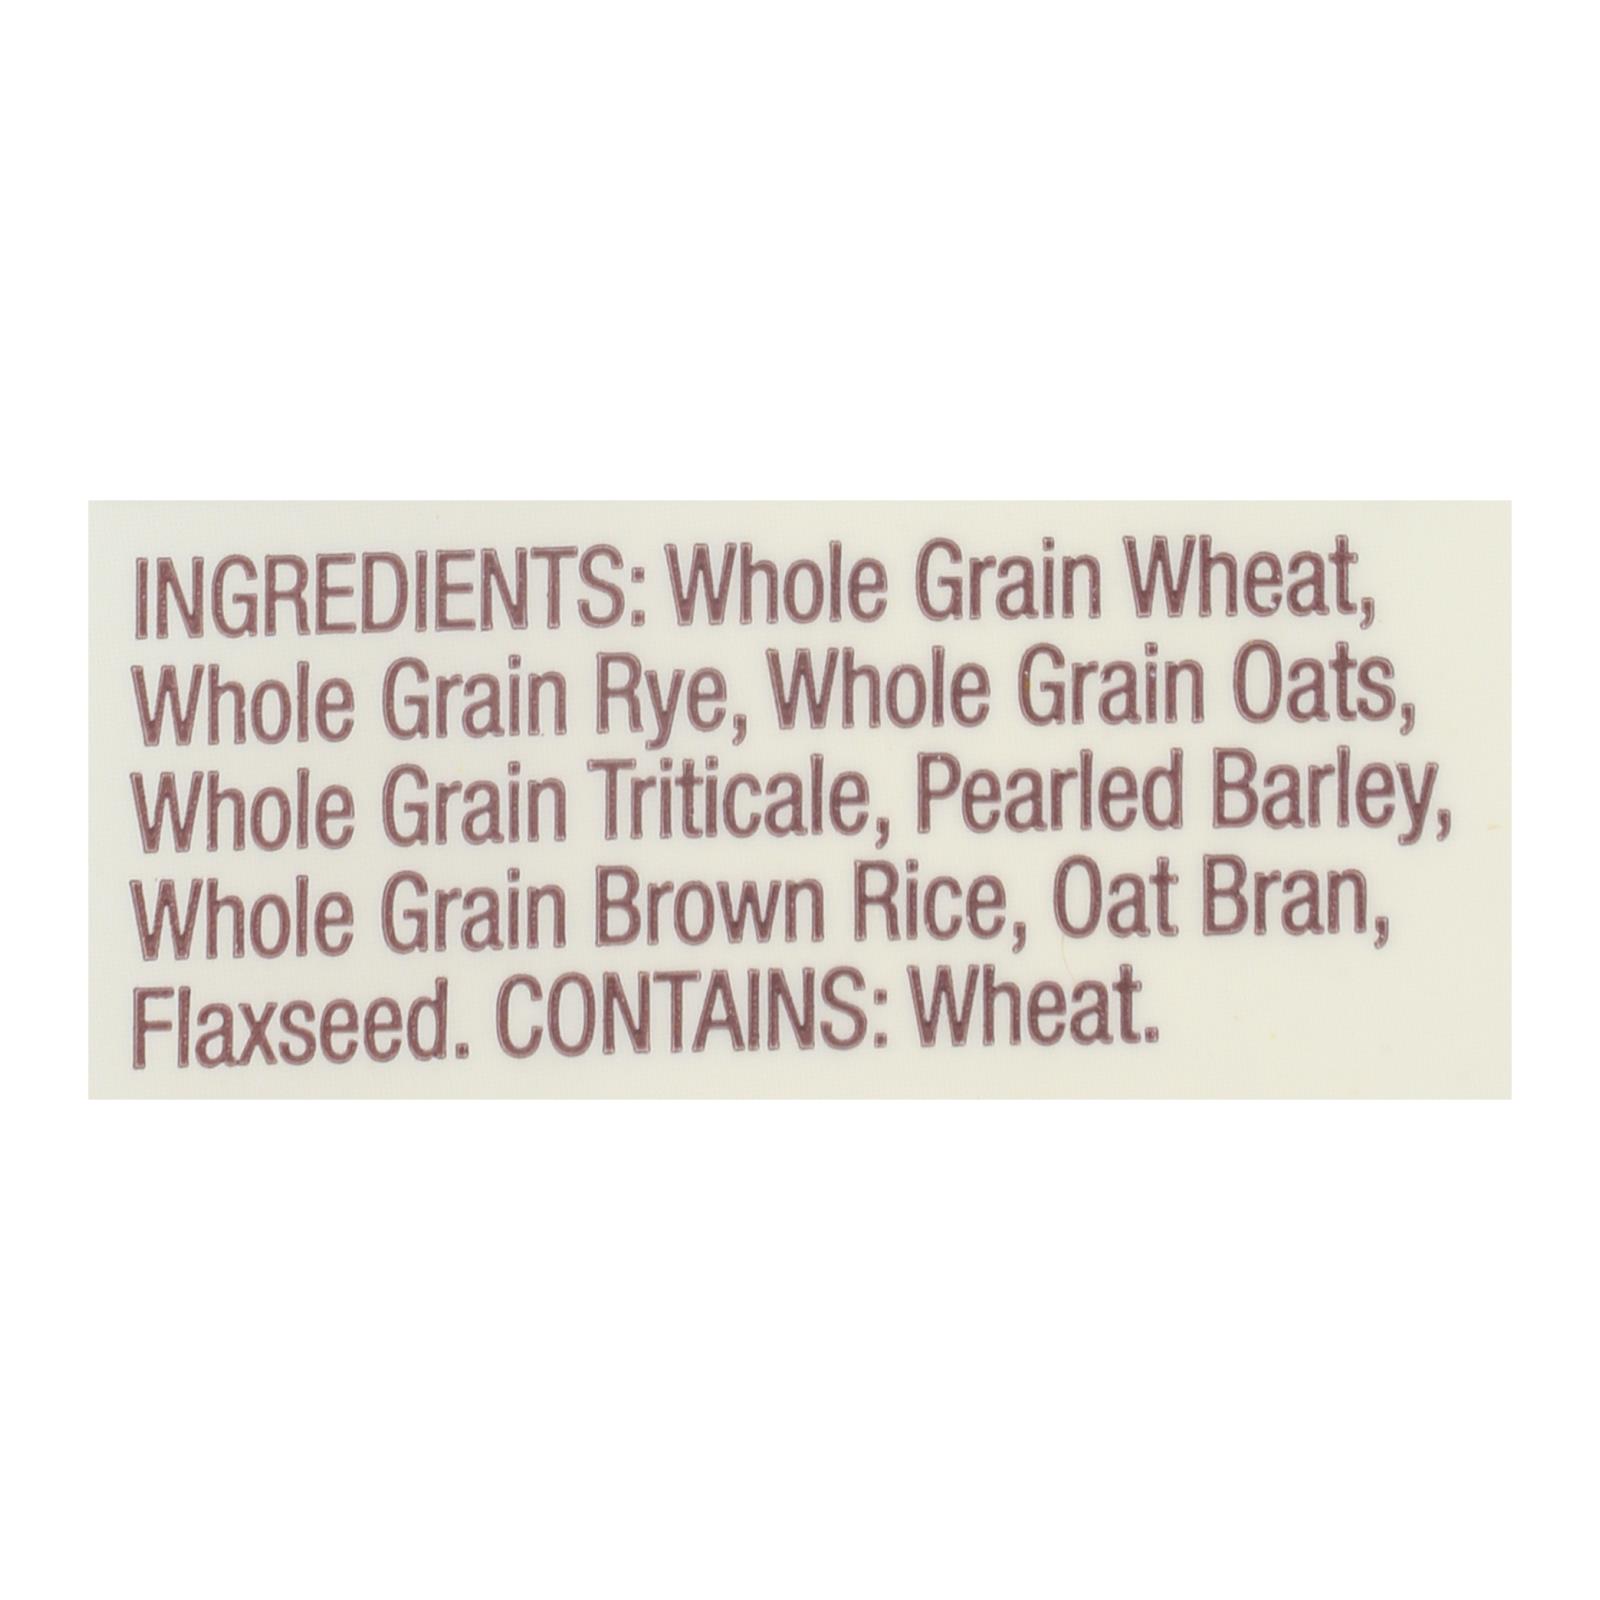 INGREDIENTS: Whole Grain Wheat,
Whole Grain Rye, Whole Grain Oats,
Whole Grain Triticale, Pearled Barley,
Whole Grain Brown Rice, Oat Bran,
Flaxseed. CONTAINS: Wheat.